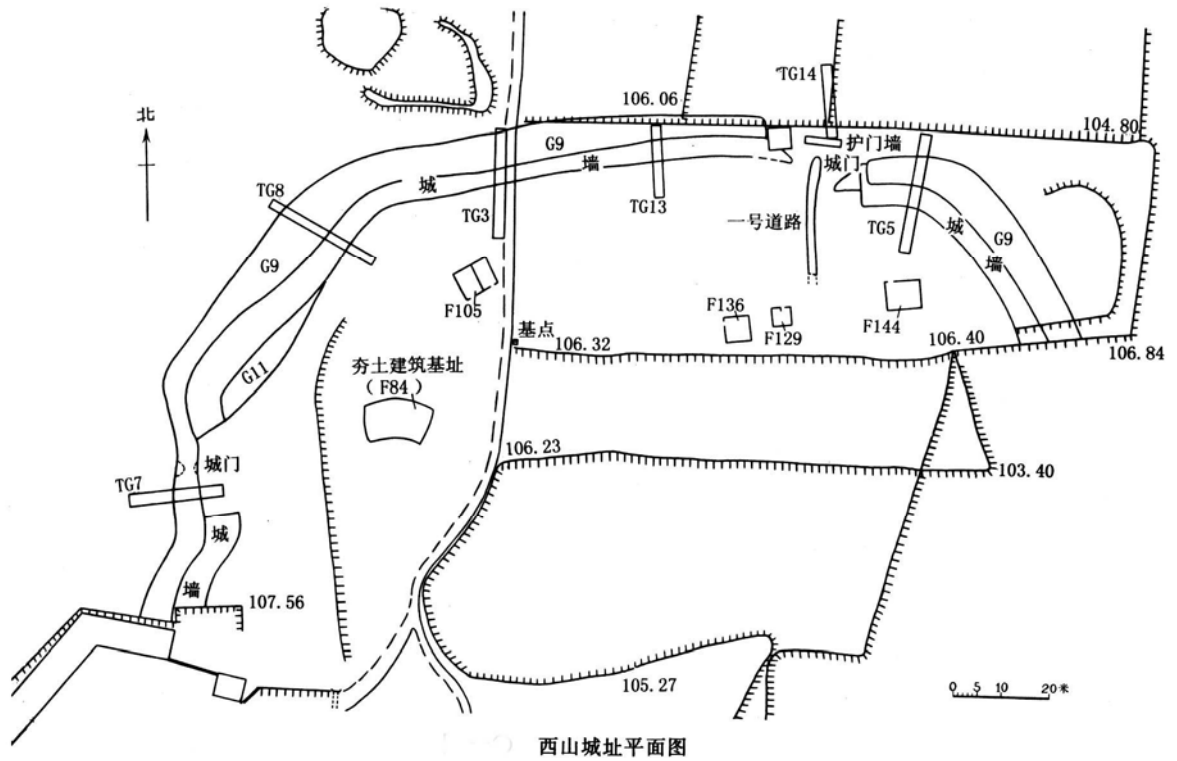 TG14
106.06
北
104.80
G9
护门墙
城
墙
城门
TG8
TG3
TG13
一号道路
TG5
城
G9
墙
G9
F105
F136
F129
F144
基点
106.32
106.40
106.84
夯土建筑基址
(F84)
G11
106.23
城门
103.40
TG7
城
墙
107.56
105.27
0 5 10 20米
西山城址平面图